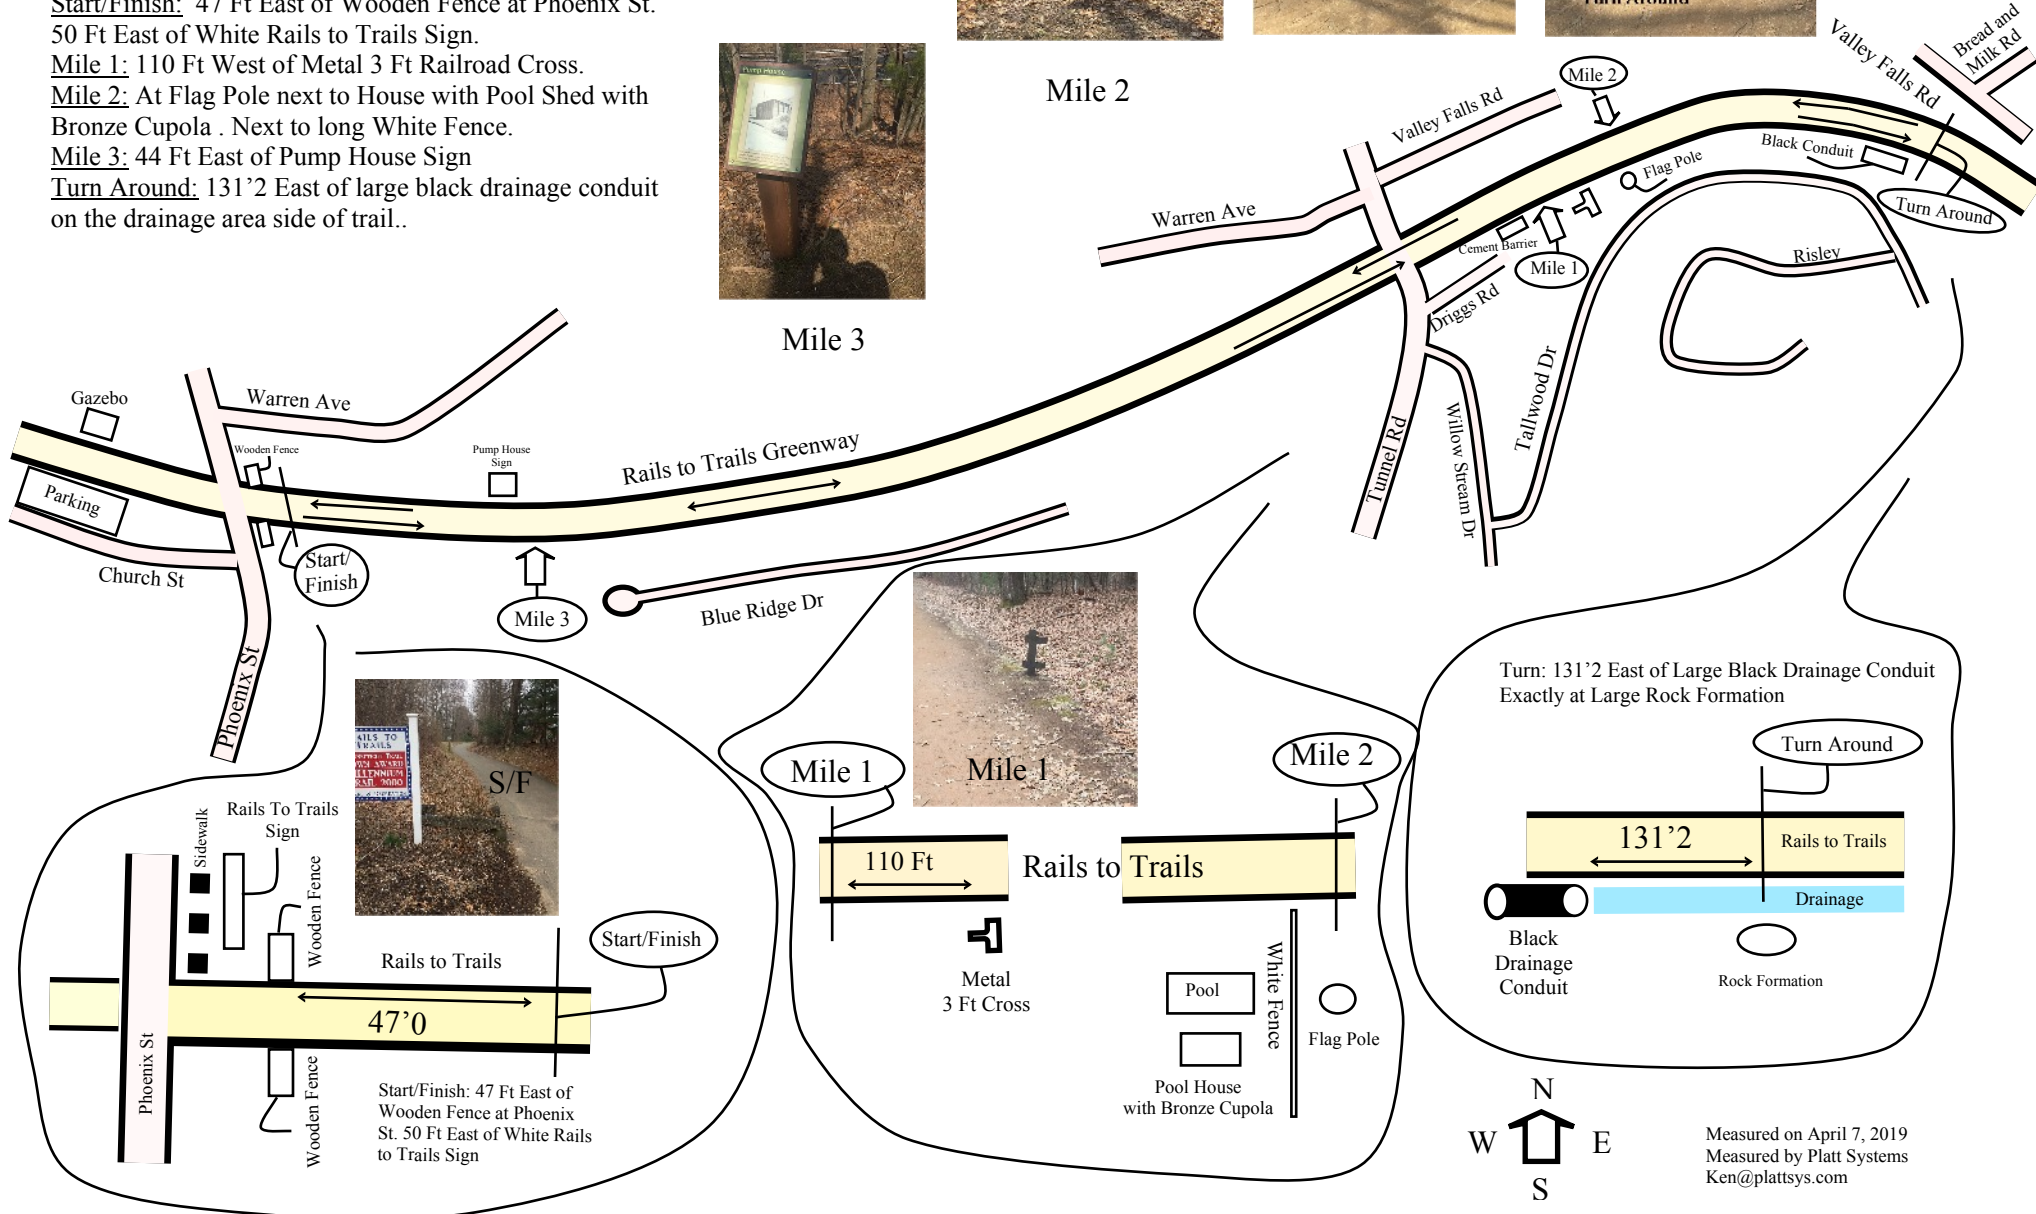 Start/Finish: 47 Ft East of Wooden Fence at Phoenix St.
50 Ft East of White Rails to Trails Sign.
Mile 1: 110 Ft West of Metal 3 Ft Railroad Cross.
Mile 2: At Flag Pole next to House with Pool Shed with
Bronze Cupola . Next to long White Fence.
Mile 3: 44 Ft East of Pump House Sign
Turn Around: 131'2 East of large black drainage conduit
on the drainage area side of trail..
Pump House
Mile 3
Mile 2
Turn Around
Valley Falls Rd
Bread and
Milk Rd
Mile 2
Valley Falls Rd
Black Conduit
Flag Pole
Turn Around
Warren Ave
Cement Barrier
Mile 1
Risley
Driggs Rd
Tallwood Dr
Willow Stream Dr
Tunnel Rd
Gazebo
Warren Ave
Wooden Fence
Pump House
Sign
Rails to Trails Greenway
Parking
Church St
Start/
Finish
Mile 3
Blue Ridge Dr
Phoenix St
AILS TO
TRAILS
OWN AWARD
LLENNIUM
RAIL 2000
S/F
Sidewalk
Rails To Trails
Sign
Wooden Fence
Rails to Trails
Start/Finish
47'0
Phoenix St
Wooden Fence
Start/Finish: 47 Ft East of
Wooden Fence at Phoenix
St. 50 Ft East of White Rails
to Trails Sign
Mile 1
Mile 1
Mile 2
110 Ft
Rails to Trails
Metal
3 Ft Cross
Pool
White Fence
Flag Pole
Pool House
with Bronze Cupola
Turn: 131'2 East of Large Black Drainage Conduit
Exactly at Large Rock Formation
Turn Around
131'2
Rails to Trails
Drainage
Black
Drainage
Conduit
Rock Formation
N
W
E
S
Measured on April 7, 2019
Measured by Platt Systems
Ken@plattsys.com